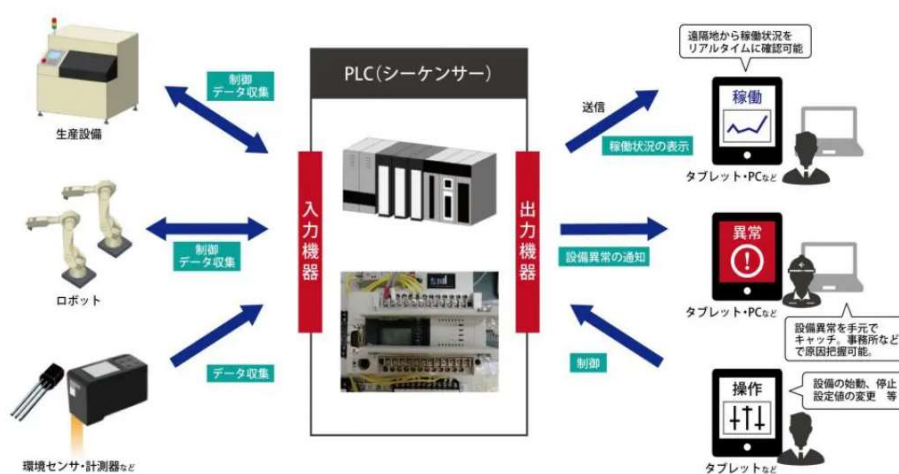 遠隔地から稼働状況を
リアルタイムに確認可能
PLC(シーケンサー)
制御
データ収集
生産設備
送信
稼働状況の表示
稼働
タブレット・PCなど
入力機器
出力機器
制御
データ収集
ロボット
設備異常の通知
異常
タブレット・PCなど
設備異常を手元で
キャッチ。事務所など
で原因把握可能。
データ収集
環境センサ・計測器など
制御
操作
設備の始動、停止
設定値の変更　等
タブレットなど